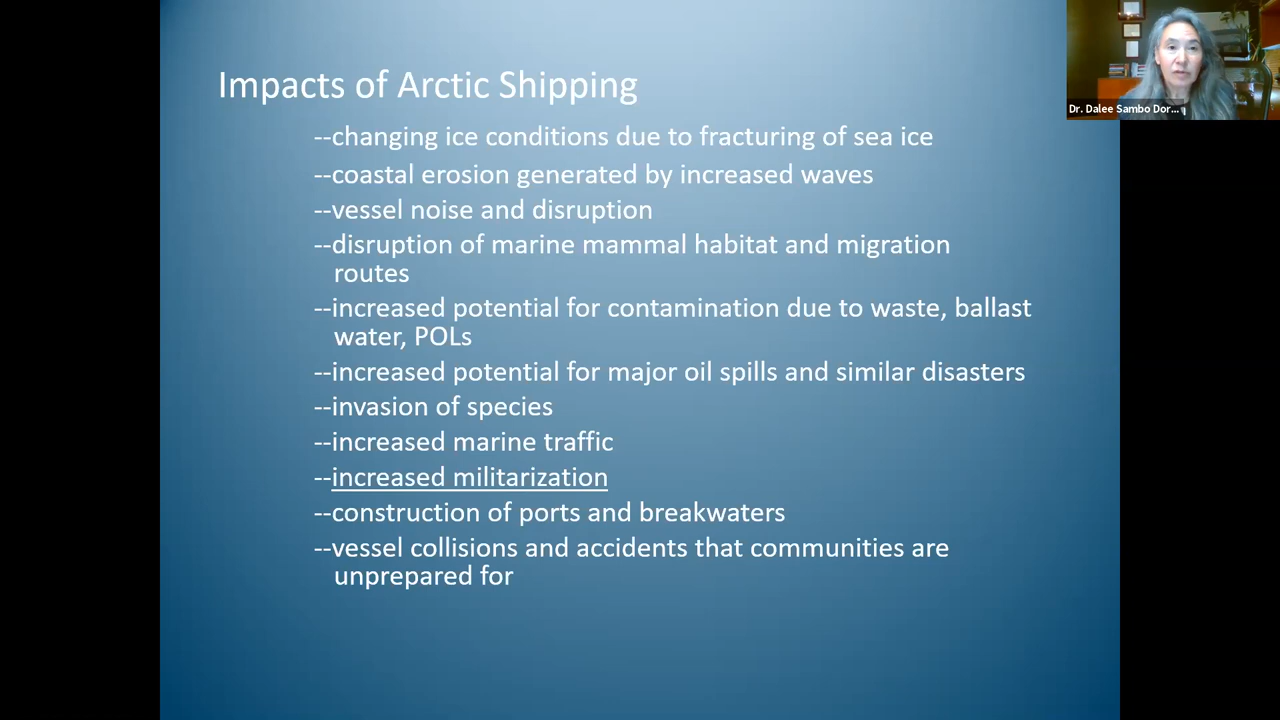 Impacts of Arctic Shipping
--changing ice conditions due to fracturing of sea ice
--coastal erosion generated by increased waves
--vessel noise and disruption
--disruption of marine mammal habitat and migration
routes
--increased potential for contamination due to waste, ballast
water, POLs
--increased potential for major oil spills and similar disasters
--invasion of species
--increased marine traffic
--increased militarization
--construction of ports and breakwaters
--vessel collisions and accidents that communities are
unprepared for
Dr. Dalee Sambo Dor...